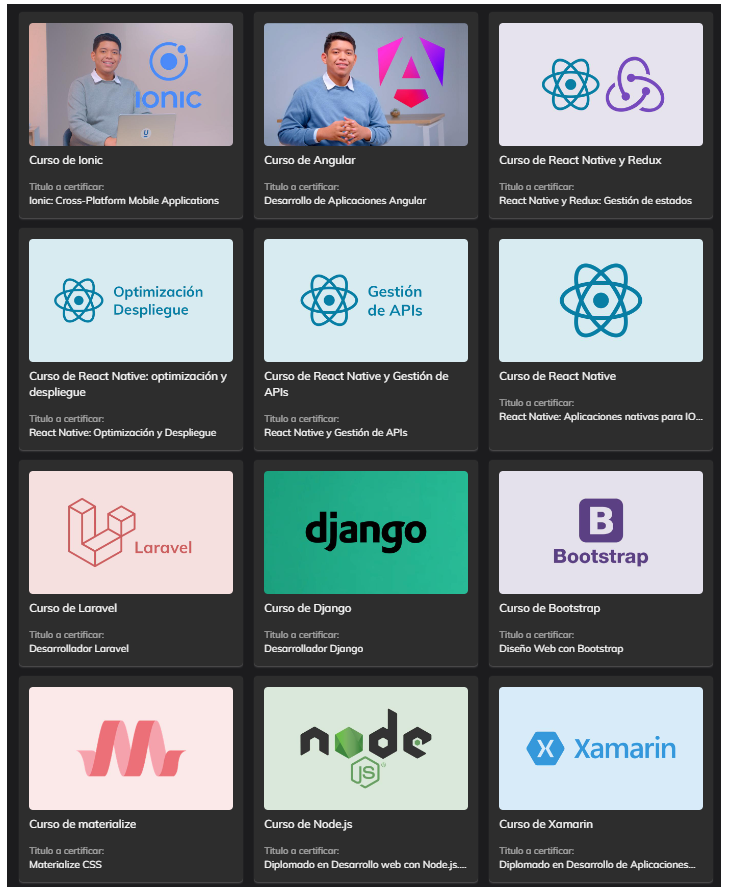 IONIC
Curso de Ionic
Titulo a certificar:
Ionic: Cross-Platform Mobile Applications
Curso de Angular
Titulo a certificar:
Desarrollo de Aplicaciones Angular
Curso de React Native y Redux
Titulo a certificar:
React Native y Redux: Gestión de estados
Optimización
Despliegue
Curso de React Native: optimización y
despliegue
Titulo a certificar:
React Native: Optimización y Despliegue
Gestión
de APIs
Curso de React Native y Gestión de
APIs
Titulo a certificar:
React Native y Gestión de APIs
Curso de React Native
Titulo a certificar:
React Native: Aplicaciones nativas para IO...
Laravel
Curso de Laravel
Titulo a certificar:
Desarrollador Laravel
django
Curso de Django
Titulo a certificar:
Desarrollador Django
B
Bootstrap
Curso de Bootstrap
Titulo a certificar:
Diseño Web con Bootstrap
Curso de materialize
Titulo a certificar:
Materialize CSS
node
JS
Curso de Node.js
Titulo a certificar:
Diplomado en Desarrollo web con Node.js....
X Xamarin
Curso de Xamarin
Titulo a certificar:
Diplomado en Desarrollo de Aplicaciones...